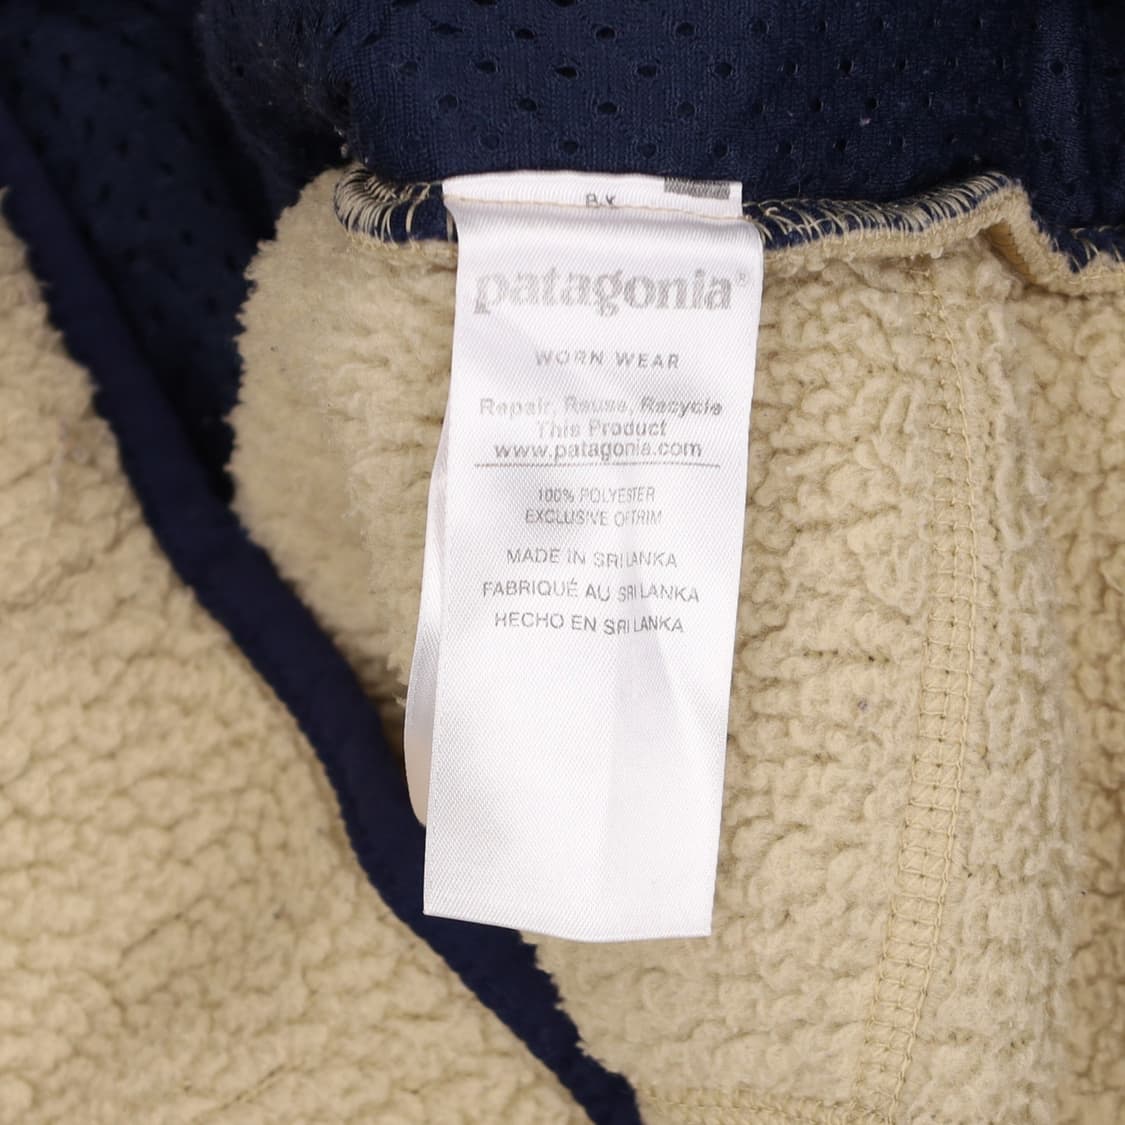 patagonia®
WORN WEAR
Repair, Reuse, Recycle
This Product
www.patagonia.com
100% POLYESTER
EXCLUSIVE OF TRIM
MADE IN SRI LANKA
FABRIQUÉ AU SRI LANKA
HECHO EN SRI LANKA